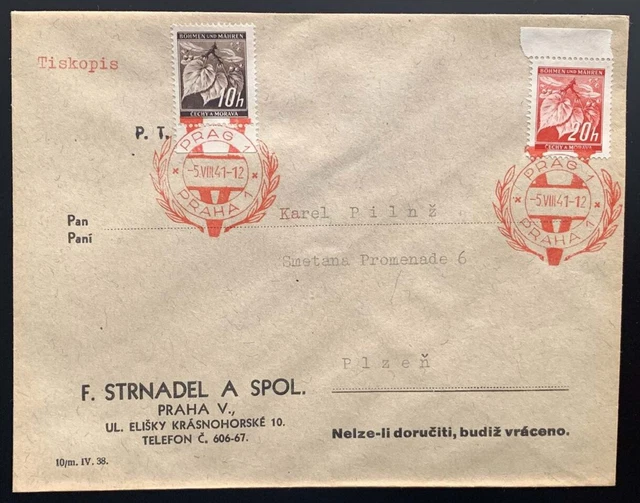 BÖHMEN UND MÄHREN
10h
ČECHY A MORAVA
BÖHMEN UND MÄHREN
20h
ČECHY A MORAVA
Tiskopis
P. T.
PRAG 1
-5.VIII.41-12
PRAHA 1
PRAG 1
-5.VIII.41-12
PRAHA 1
Pan
Paní
Karel Pilnž
Smetana Promenade 6
Plzeň
F. STRNADEL A SPOL.
PRAHA V.,
UL. ELIŠKY KRÁSNOHORSKÉ 10.
TELEFON Č. 606-67.
Nelze-li doručiti, budiž vráceno.
10/m. IV. 38.